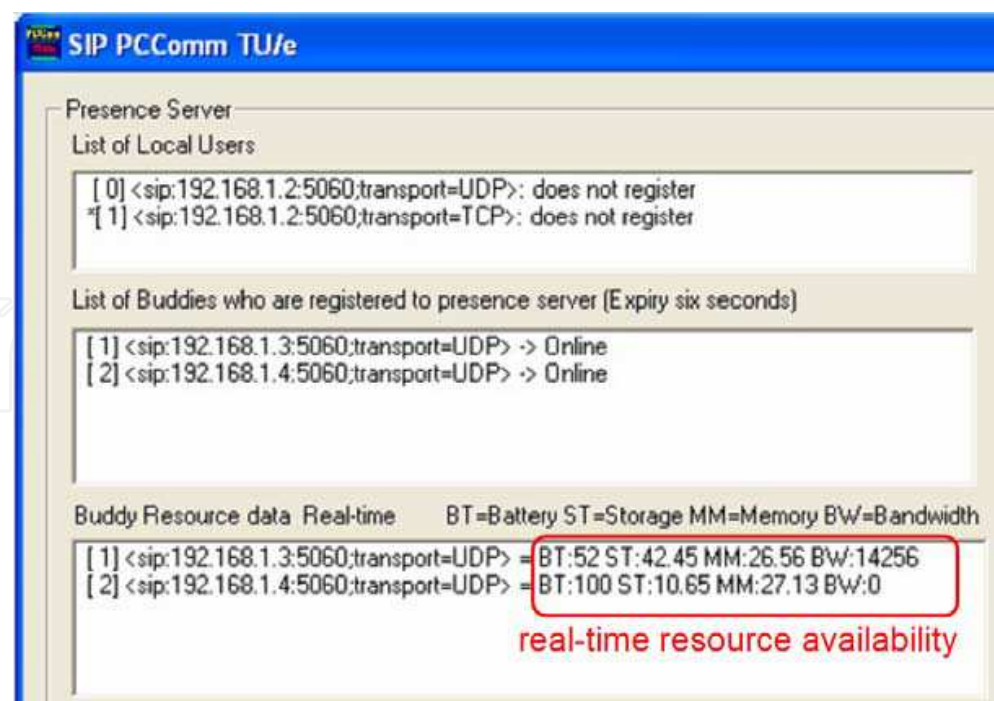 SIP PCComm TU/e
Presence Server
List of Local Users
[ 0] <sip:192.168.1.2:5060;transport=UDP>: does not register
*[ 1] <sip:192.168.1.2:5060;transport=TCP>: does not register
List of Buddies who are registered to presence server (Expiry six seconds)
[ 1] <sip:192.168.1.3:5060;transport=UDP> -> Online
[ 2] <sip:192.168.1.4:5060;transport=UDP> -> Online
Buddy Resource data Real-time BT=Battery ST=Storage MM=Memory BW=Bandwidth
[ 1] <sip:192.168.1.3:5060;transport=UDP> = BT:52 ST:42.45 MM:26.56 BW:14256
[ 2] <sip:192.168.1.4:5060;transport=UDP> = BT:100 ST:10.65 MM:27.13 BW:0
real-time resource availability